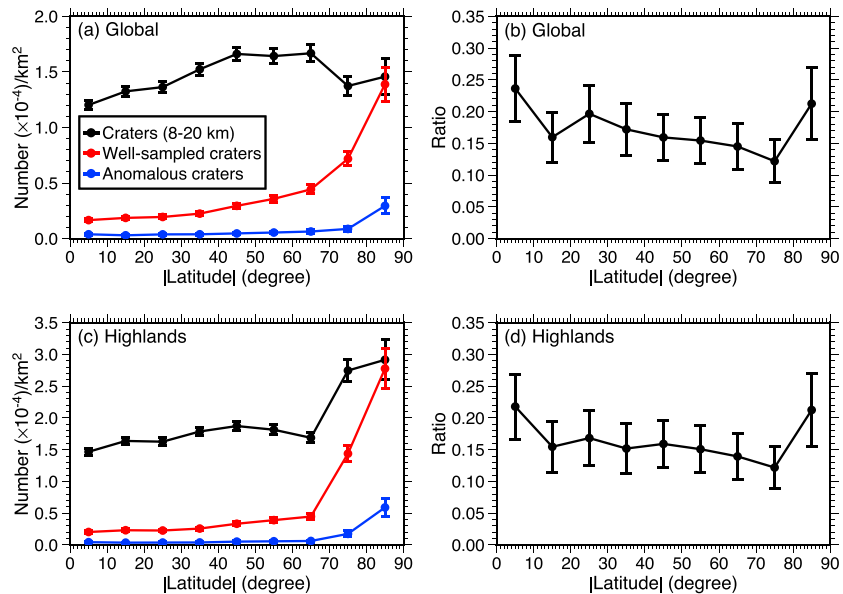 (a) Global
Number (×10⁻⁴)/km²
2.0
1.5
1.0
0.5
0.0
Craters (8-20 km)
Well-sampled craters
Anomalous craters
0 10 20 30 40 50 60 70 80 90
|Latitude| (degree)
(b) Global
Ratio
0.35
0.30
0.25
0.20
0.15
0.10
0.05
0.00
0 10 20 30 40 50 60 70 80 90
|Latitude| (degree)
(c) Highlands
Number (×10⁻⁴)/km²
3.5
3.0
2.5
2.0
1.5
1.0
0.5
0.0
0 10 20 30 40 50 60 70 80 90
|Latitude| (degree)
(d) Highlands
Ratio
0.35
0.30
0.25
0.20
0.15
0.10
0.05
0.00
0 10 20 30 40 50 60 70 80 90
|Latitude| (degree)